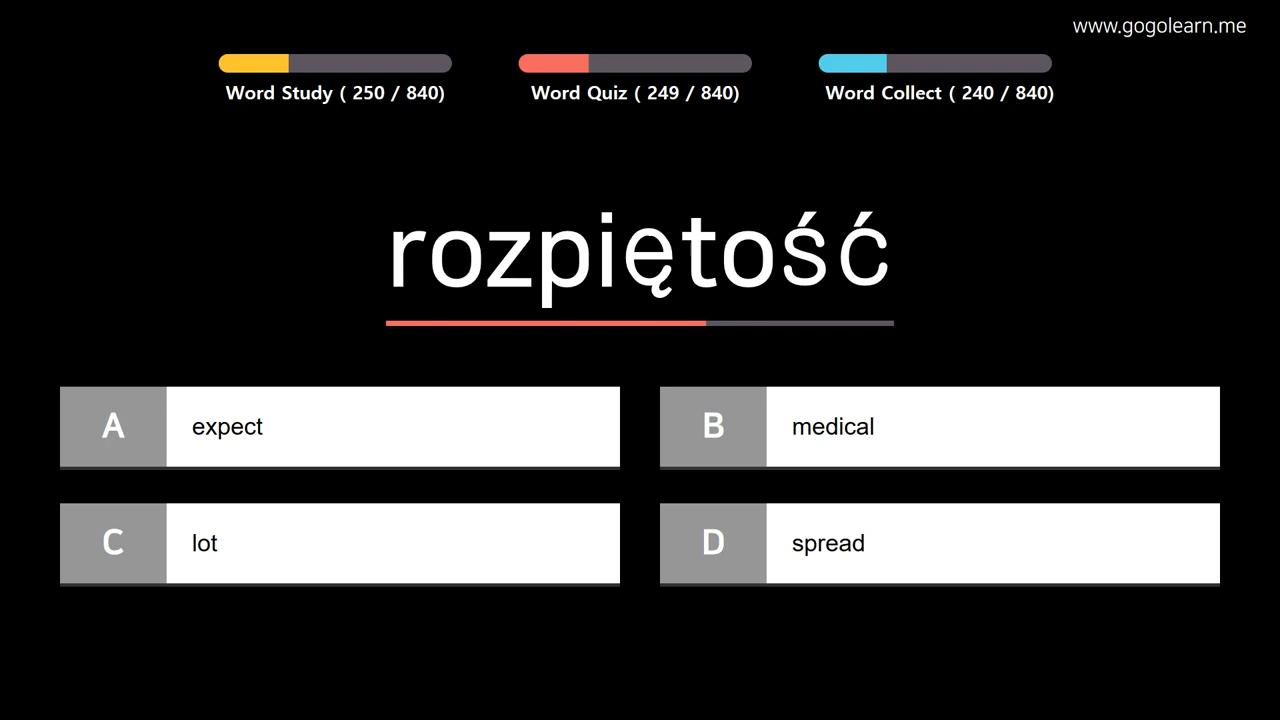 www.gogolearn.me
Word Study ( 250 / 840)
Word Quiz ( 249 / 840)
Word Collect ( 240 / 840)
rozpiętość
A expect
B medical
C lot
D spread